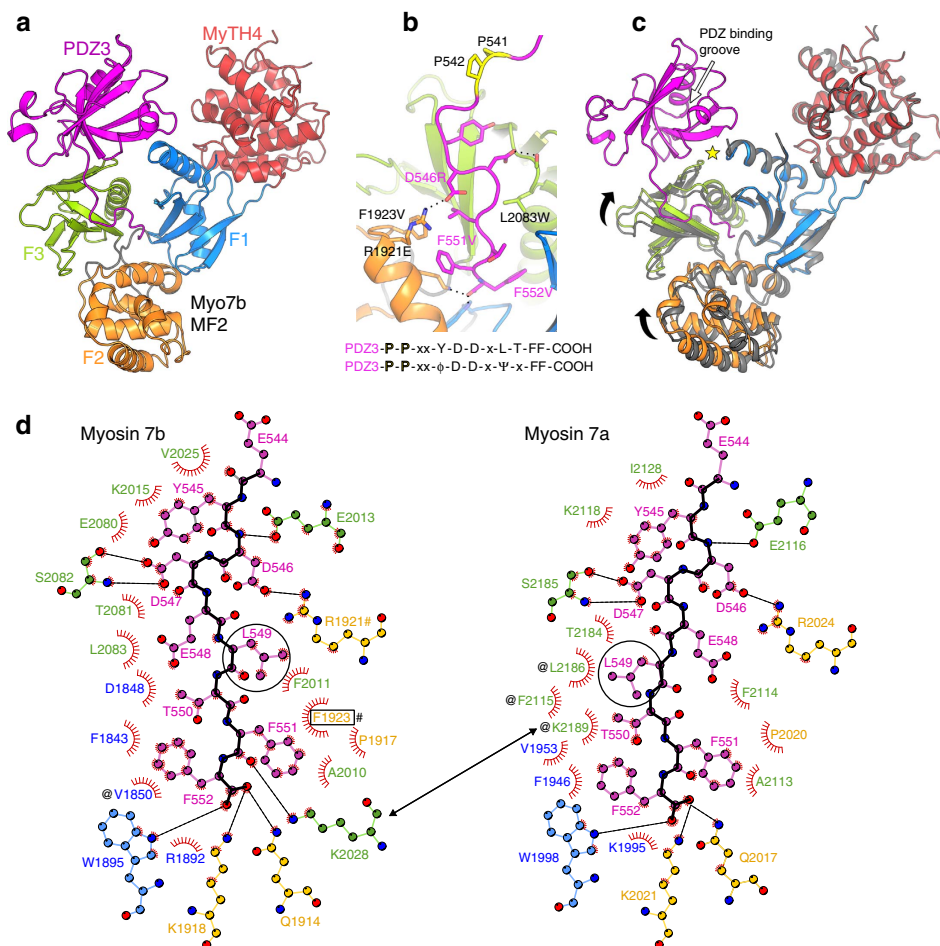 a
PDZ3
MyTH4
F3
F1
Myo7b
MF2
F2
b
P541
P542
D546R
F1923V
L2083W
R1921E
F551V
F552V
PDZ3-P-P-xx-Y-D-D-x-L-T-FF-COOH
PDZ3-P-P-xx-ϕ-D-D-x-Ψ-x-FF-COOH
c
PDZ binding
groove
d
Myosin 7b
E544
V2025
K2015
Y545
E2080
E2013
S2082
D546
D547
T2081
R1921#
L549
L2083
E548
D1848
F2011
T550
F1923 #
F1843
F551
P1917
A2010
@V1850
F552
K2028
W1895
R1892
K1918
Q1914
Myosin 7a
E544
I2128
K2118
Y545
E2116
S2185
D547
D546
T2184
R2024
E548
@L2186
L549
@F2115
F2114
@K2189
T550
P2020
V1953
F551
F1946
A2113
F552
W1998
K1995
Q2017
K2021